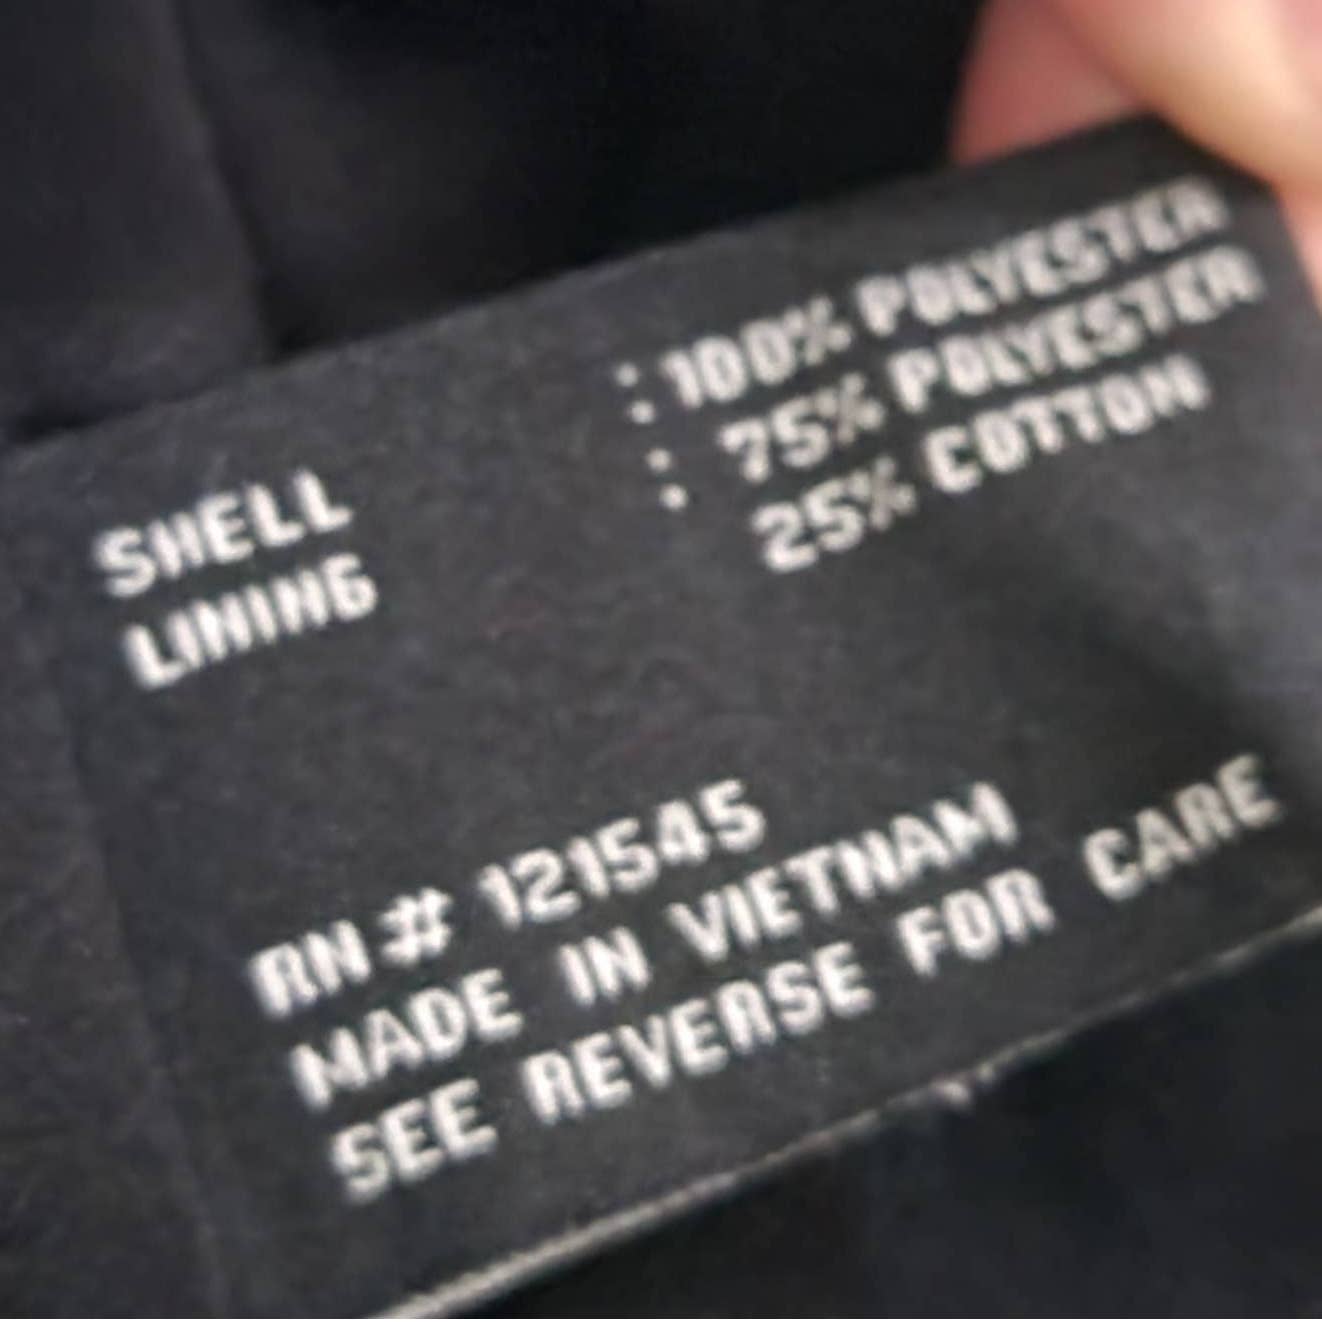 SHELL : 100% POLYESTER
LINING : 75% POLYESTER
25% COTTON
RN# 121545
MADE IN VIETNAM
SEE REVERSE FOR CARE